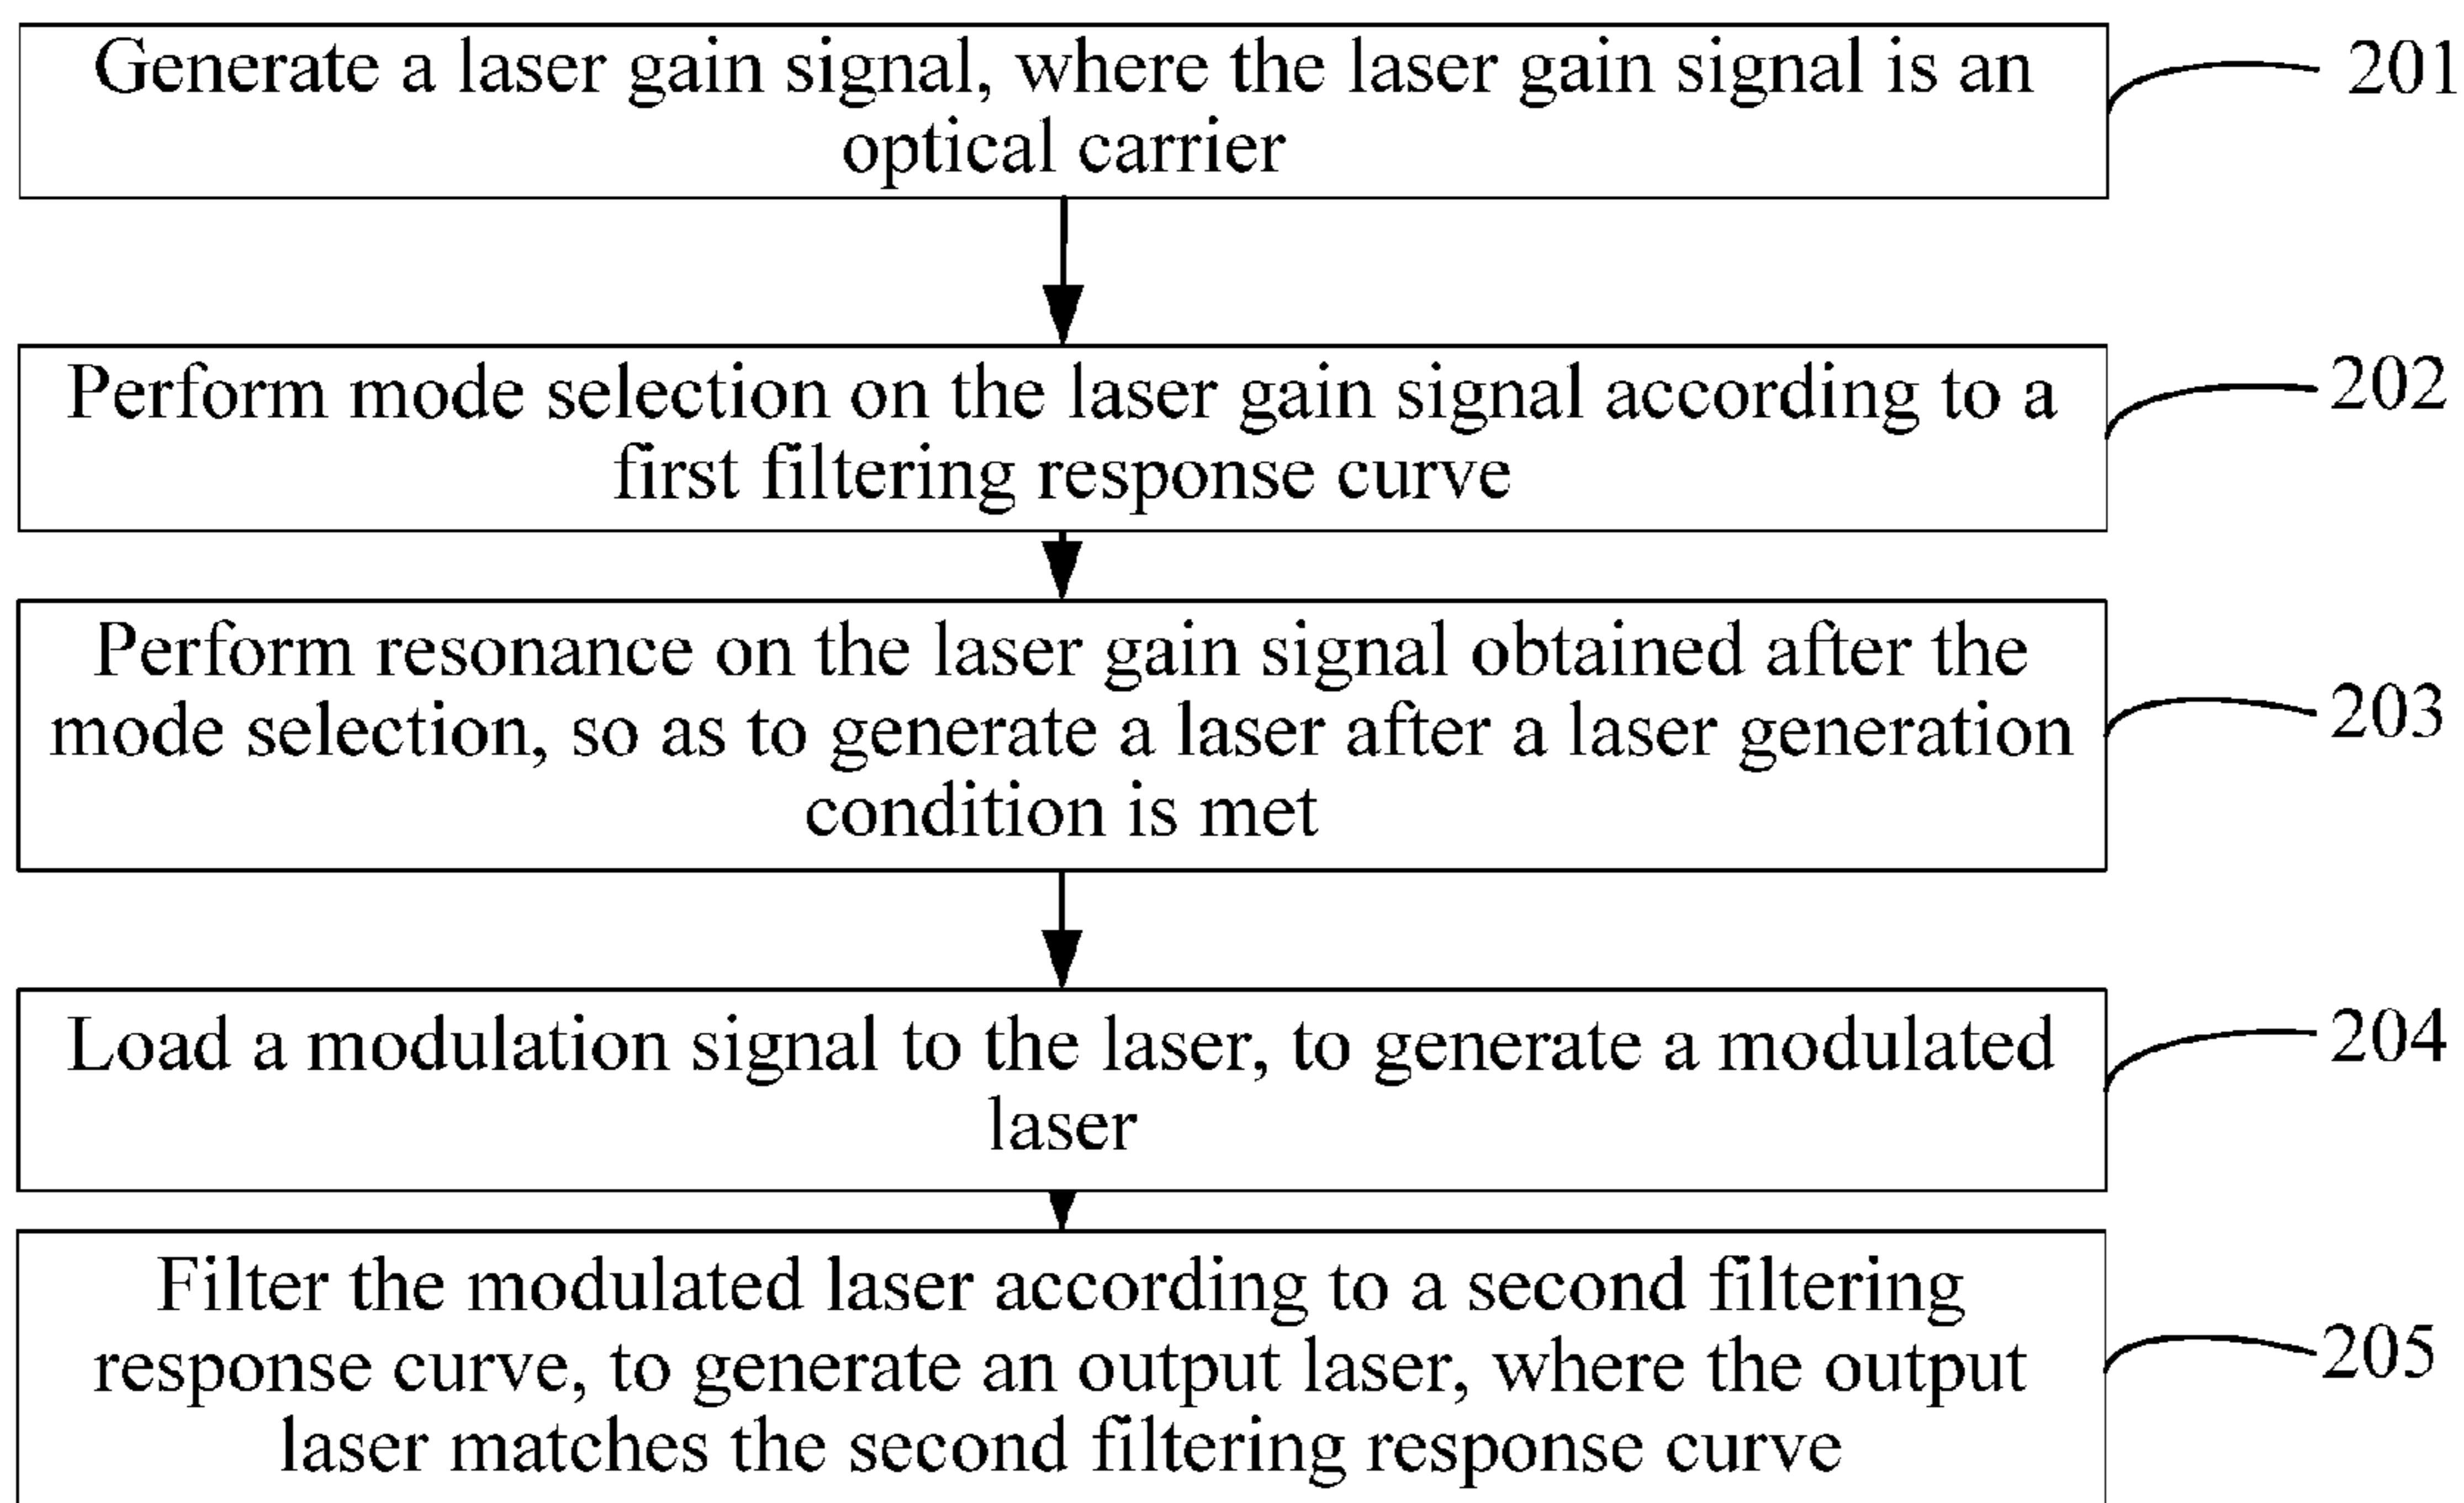 Generate a laser gain signal, where the laser gain signal is an
optical carrier
201
Perform mode selection on the laser gain signal according to a
first filtering response curve
202
Perform resonance on the laser gain signal obtained after the
mode selection, so as to generate a laser after a laser generation
condition is met
203
Load a modulation signal to the laser, to generate a modulated
laser
204
Filter the modulated laser according to a second filtering
response curve, to generate an output laser, where the output
laser matches the second filtering response curve
205